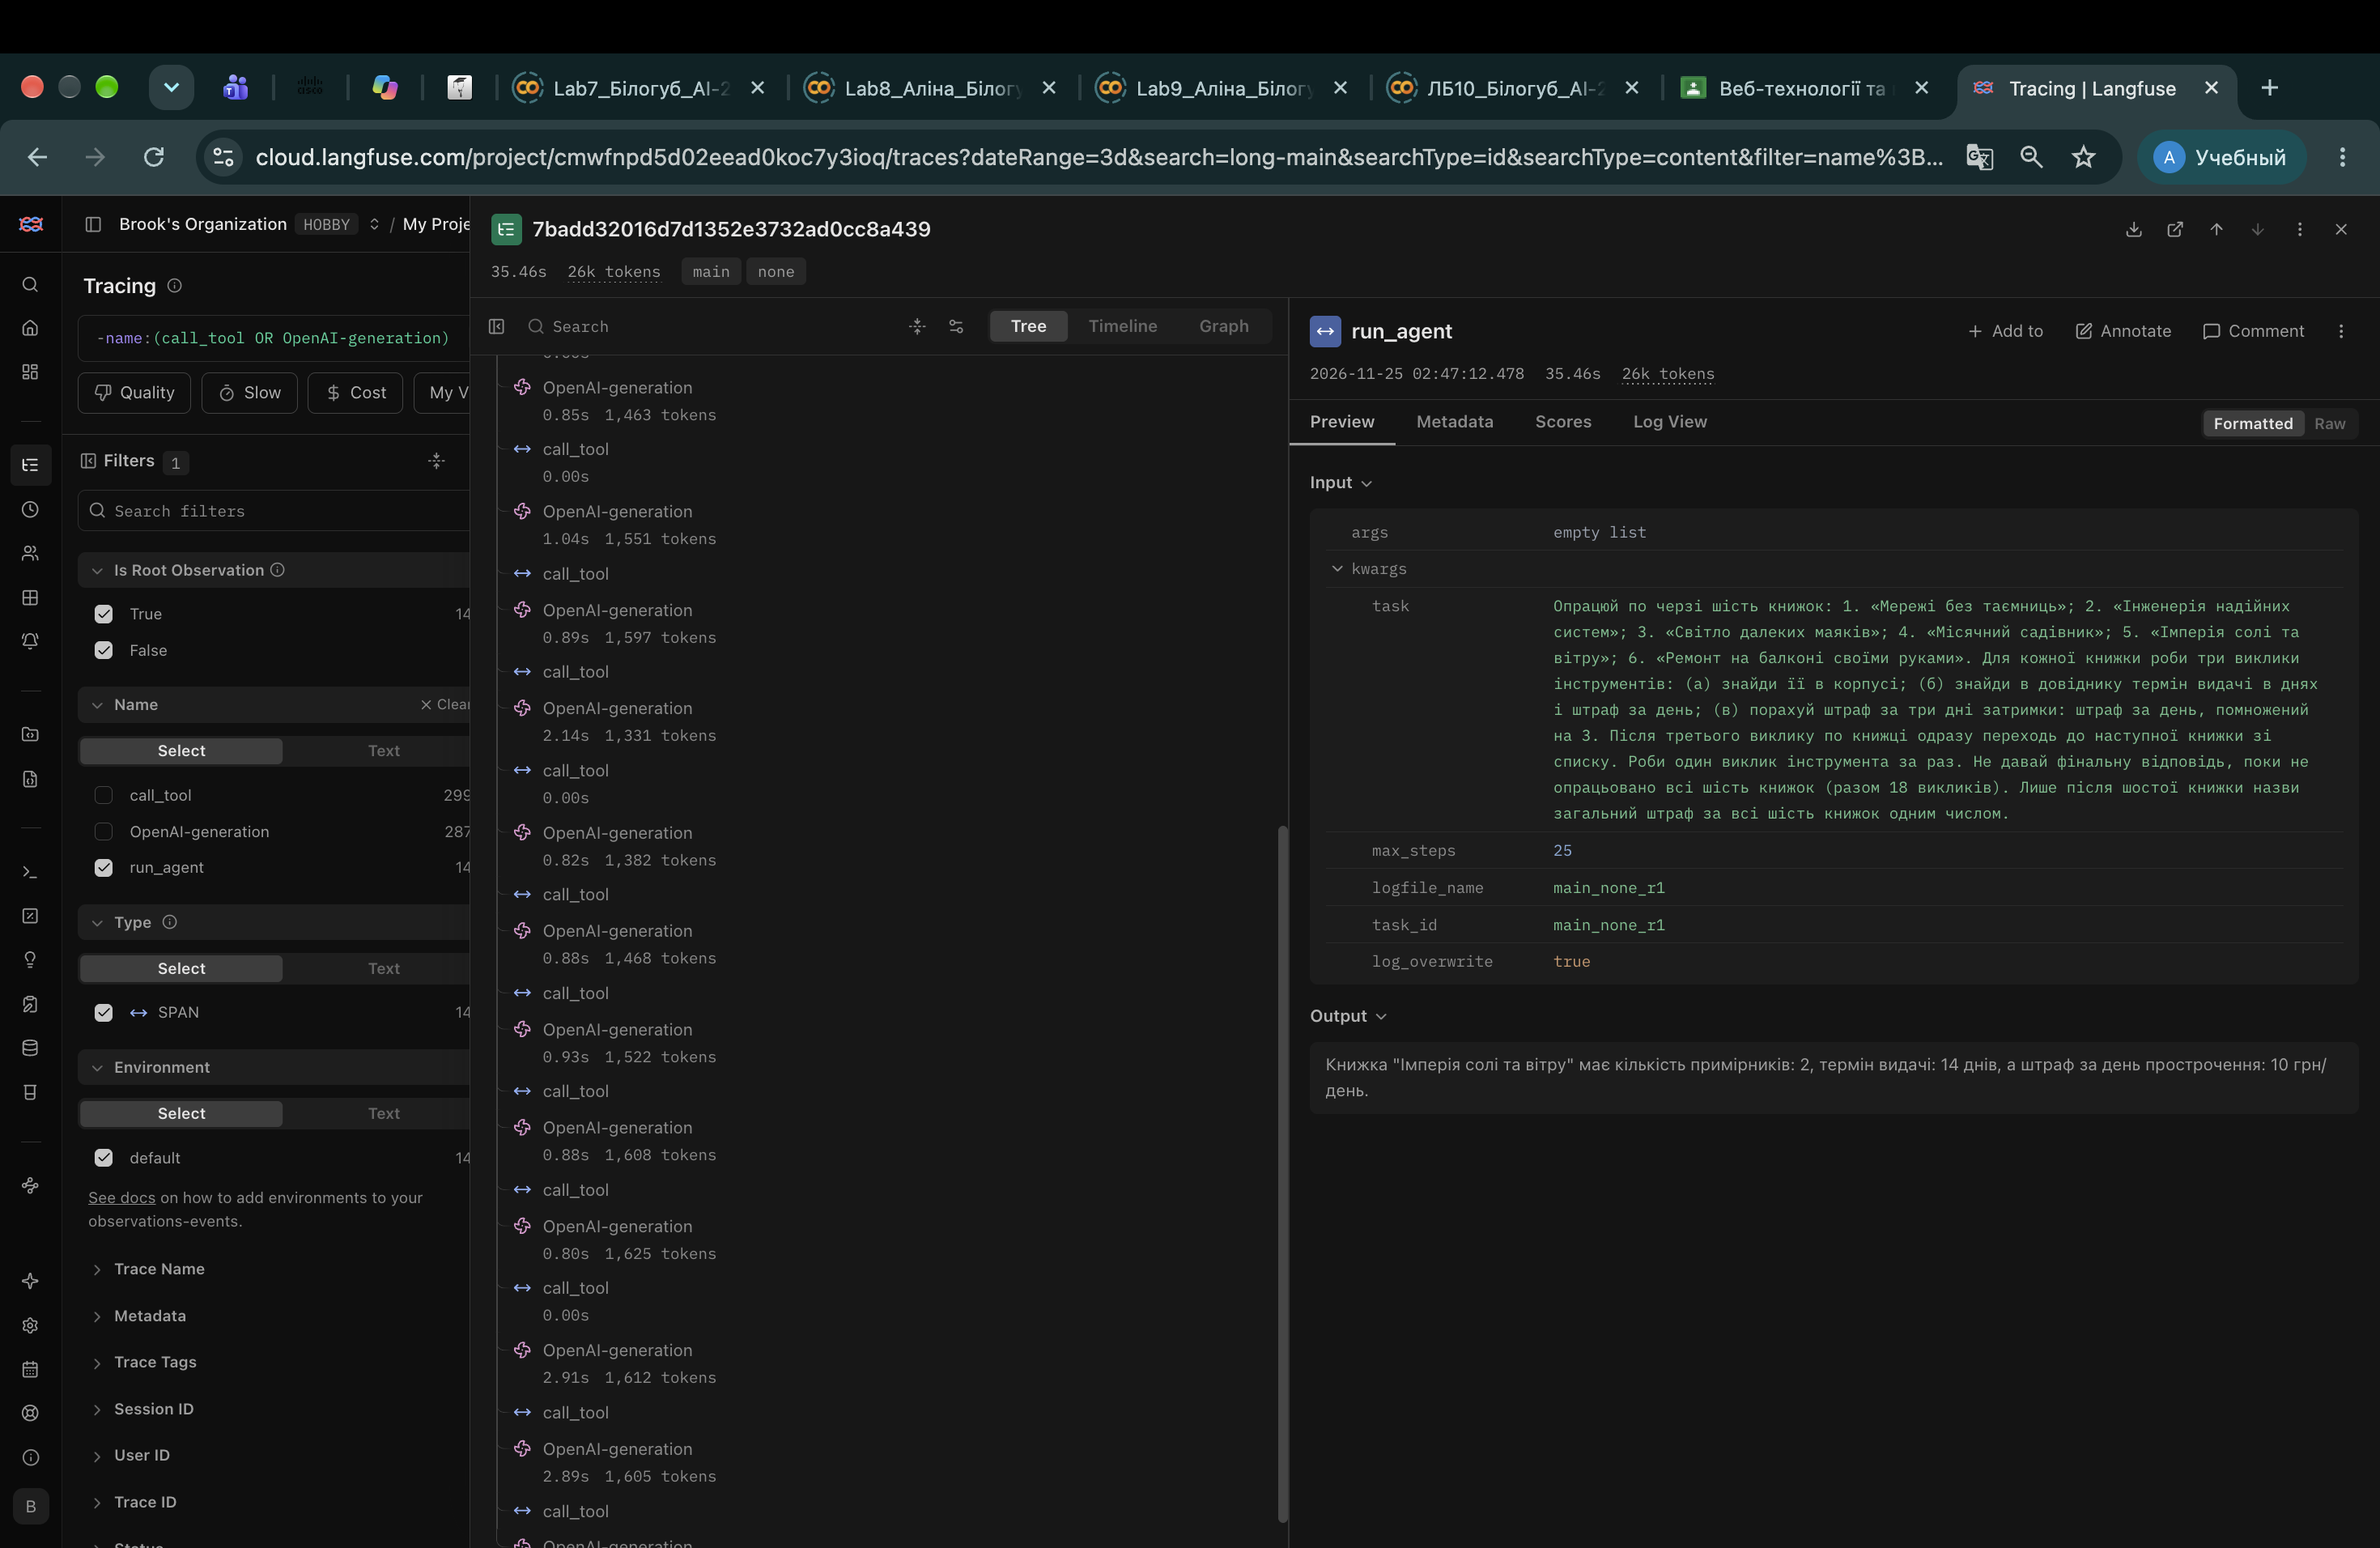 Lab7_Білогуб_AI-2
Lab8_Аліна_Білогу
Lab9_Аліна_Білогу
ЛБ10_Білогуб_AI-2
Веб-технології та
Tracing | Langfuse
cloud.langfuse.com/project/cmwfnpd5d02eead0koc7y3ioq/traces?dateRange=3d&search=long-main&searchType=id&searchType=content&filter=name%3B...
A Учебный
Brook's Organization HOBBY / My Proje
Tracing
-name:(call_tool OR OpenAI-generation)
Quality Slow Cost My V
Filters 1
Search filters
Is Root Observation
True 14
False
Name Clear
Select Text
call_tool 299
OpenAI-generation 287
run_agent 14
Type
Select Text
SPAN 14
Environment
Select Text
default 14
See docs on how to add environments to your
observations-events.
Trace Name
Metadata
Trace Tags
Session ID
User ID
Trace ID
Status
B
7badd32016d7d1352e3732ad0cc8a439
35.46s 26k tokens main none
Search Tree Timeline Graph
OpenAI-generation
0.85s 1,463 tokens
call_tool
0.00s
OpenAI-generation
1.04s 1,551 tokens
call_tool
OpenAI-generation
0.89s 1,597 tokens
call_tool
OpenAI-generation
2.14s 1,331 tokens
call_tool
0.00s
OpenAI-generation
0.82s 1,382 tokens
call_tool
OpenAI-generation
0.88s 1,468 tokens
call_tool
OpenAI-generation
0.93s 1,522 tokens
call_tool
OpenAI-generation
0.88s 1,608 tokens
call_tool
OpenAI-generation
0.80s 1,625 tokens
call_tool
0.00s
OpenAI-generation
2.91s 1,612 tokens
call_tool
OpenAI-generation
2.89s 1,605 tokens
call_tool
OpenAI-generation
run_agent
Add to Annotate Comment
2026-11-25 02:47:12.478 35.46s 26k tokens
Preview Metadata Scores Log View Formatted Raw
Input
args empty list
kwargs
task Опрацюй по черзі шість книжок: 1. «Мережі без таємниць»; 2. «Інженерія надійних
систем»; 3. «Світло далеких маяків»; 4. «Місячний садівник»; 5. «Імперія солі та
вітру»; 6. «Ремонт на балконі своїми руками». Для кожної книжки роби три виклики
інструментів: (а) знайди її в корпусі; (б) знайди в довіднику термін видачі в днях
і штраф за день; (в) порахуй штраф за три дні затримки: штраф за день, помножений
на 3. Після третього виклику по книжці одразу переходь до наступної книжки зі
списку. Роби один виклик інструмента за раз. Не давай фінальну відповідь, поки не
опрацьовано всі шість книжок (разом 18 викликів). Лише після шостої книжки назви
загальний штраф за всі шість книжок одним числом.
max_steps 25
logfile_name main_none_r1
task_id main_none_r1
log_overwrite true
Output
Книжка "Імперія солі та вітру" має кількість примірників: 2, термін видачі: 14 днів, а штраф за день прострочення: 10 грн/
день.